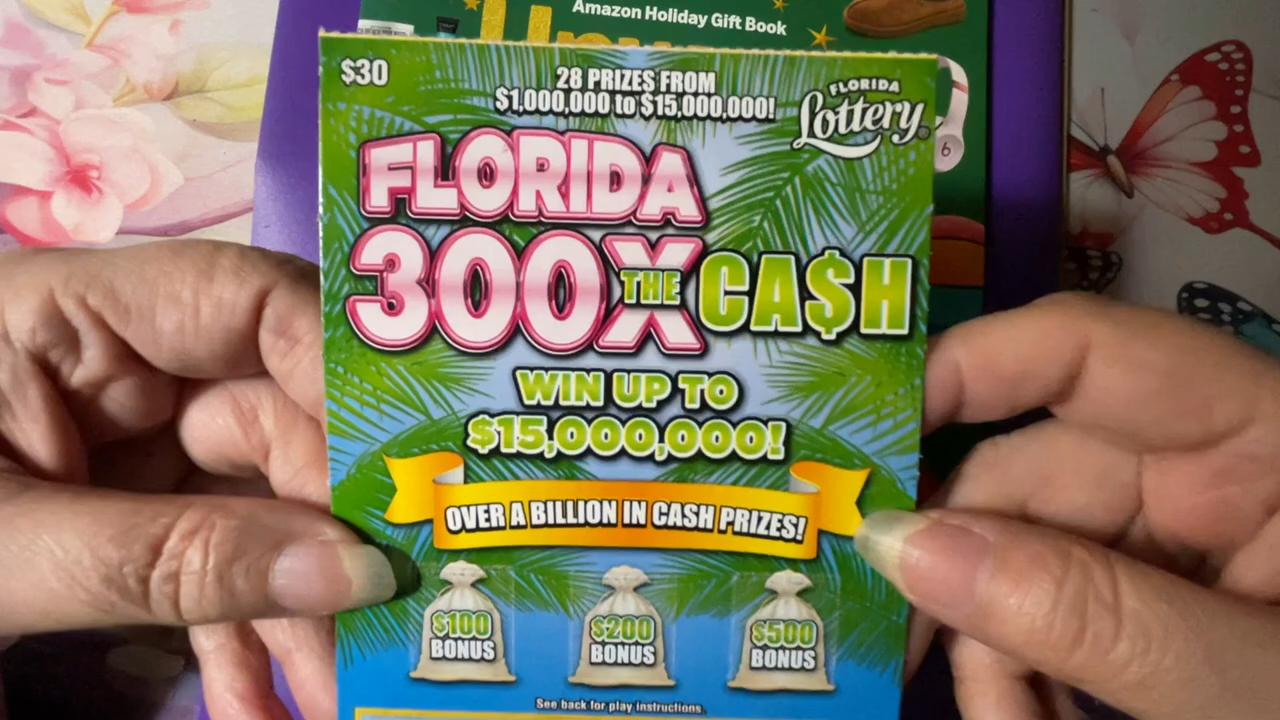 Amazon Holiday Gift Book
$30
28 PRIZES FROM
$1,000,000 to $15,000,000!
FLORIDA
Lottery®
FLORIDA
300X THE CA$H
WIN UP TO
$15,000,000!
OVER A BILLION IN CASH PRIZES!
$100
BONUS
$200
BONUS
$500
BONUS
See back for play instructions.